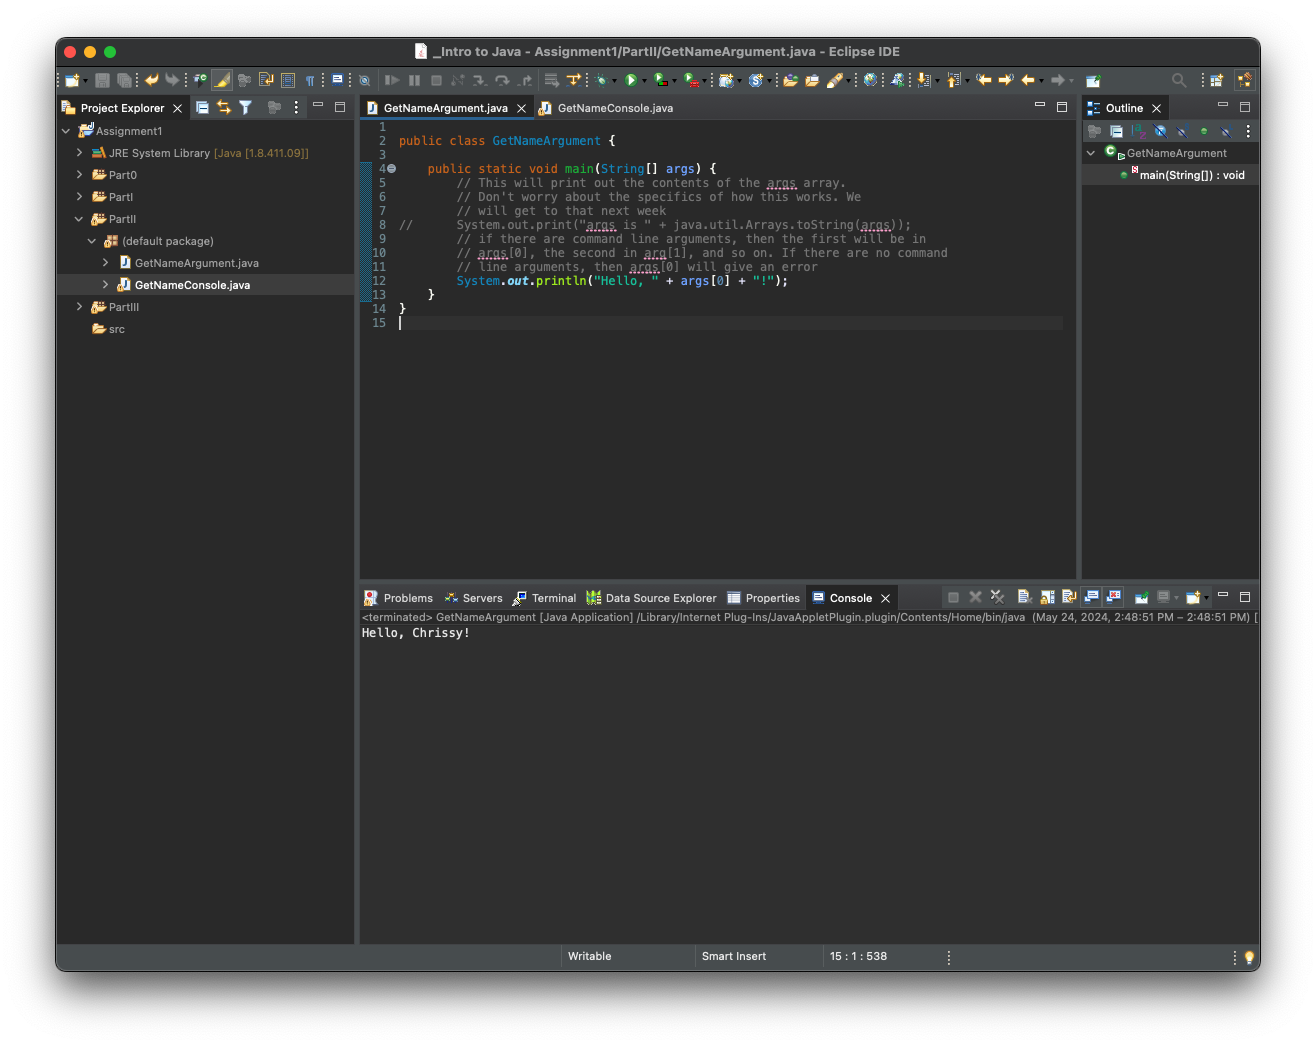 _Intro to Java - Assignment1/PartII/GetNameArgument.java - Eclipse IDE
Project Explorer
Assignment1
JRE System Library [Java [1.8.411.09]]
Part0
PartI
PartII
(default package)
GetNameArgument.java
GetNameConsole.java
PartIII
src
GetNameArgument.java
GetNameConsole.java
1
2 public class GetNameArgument {
3
4 public static void main(String[] args) {
5 // This will print out the contents of the args array.
6 // Don't worry about the specifics of how this works. We
7 // will get to that next week
8 // System.out.print("args is " + java.util.Arrays.toString(args));
9 // if there are command line arguments, then the first will be in
10 // args[0], the second in arg[1], and so on. If there are no command
11 // line arguments, then args[0] will give an error
12 System.out.println("Hello, " + args[0] + "!");
13 }
14 }
15
Outline
GetNameArgument
main(String[]) : void
Problems
Servers
Terminal
Data Source Explorer
Properties
Console
<terminated> GetNameArgument [Java Application] /Library/Internet Plug-Ins/JavaAppletPlugin.plugin/Contents/Home/bin/java (May 24, 2024, 2:48:51 PM – 2:48:51 PM) [
Hello, Chrissy!
Writable
Smart Insert
15 : 1 : 538